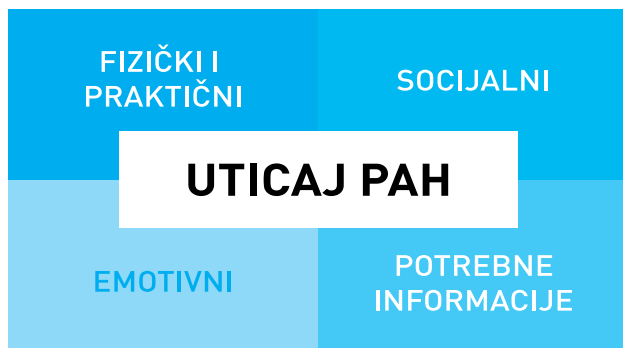 FIZIČKI I
PRAKTIČNI
SOCIJALNI
UTICAJ PAH
EMOTIVNI
POTREBNE
INFORMACIJE